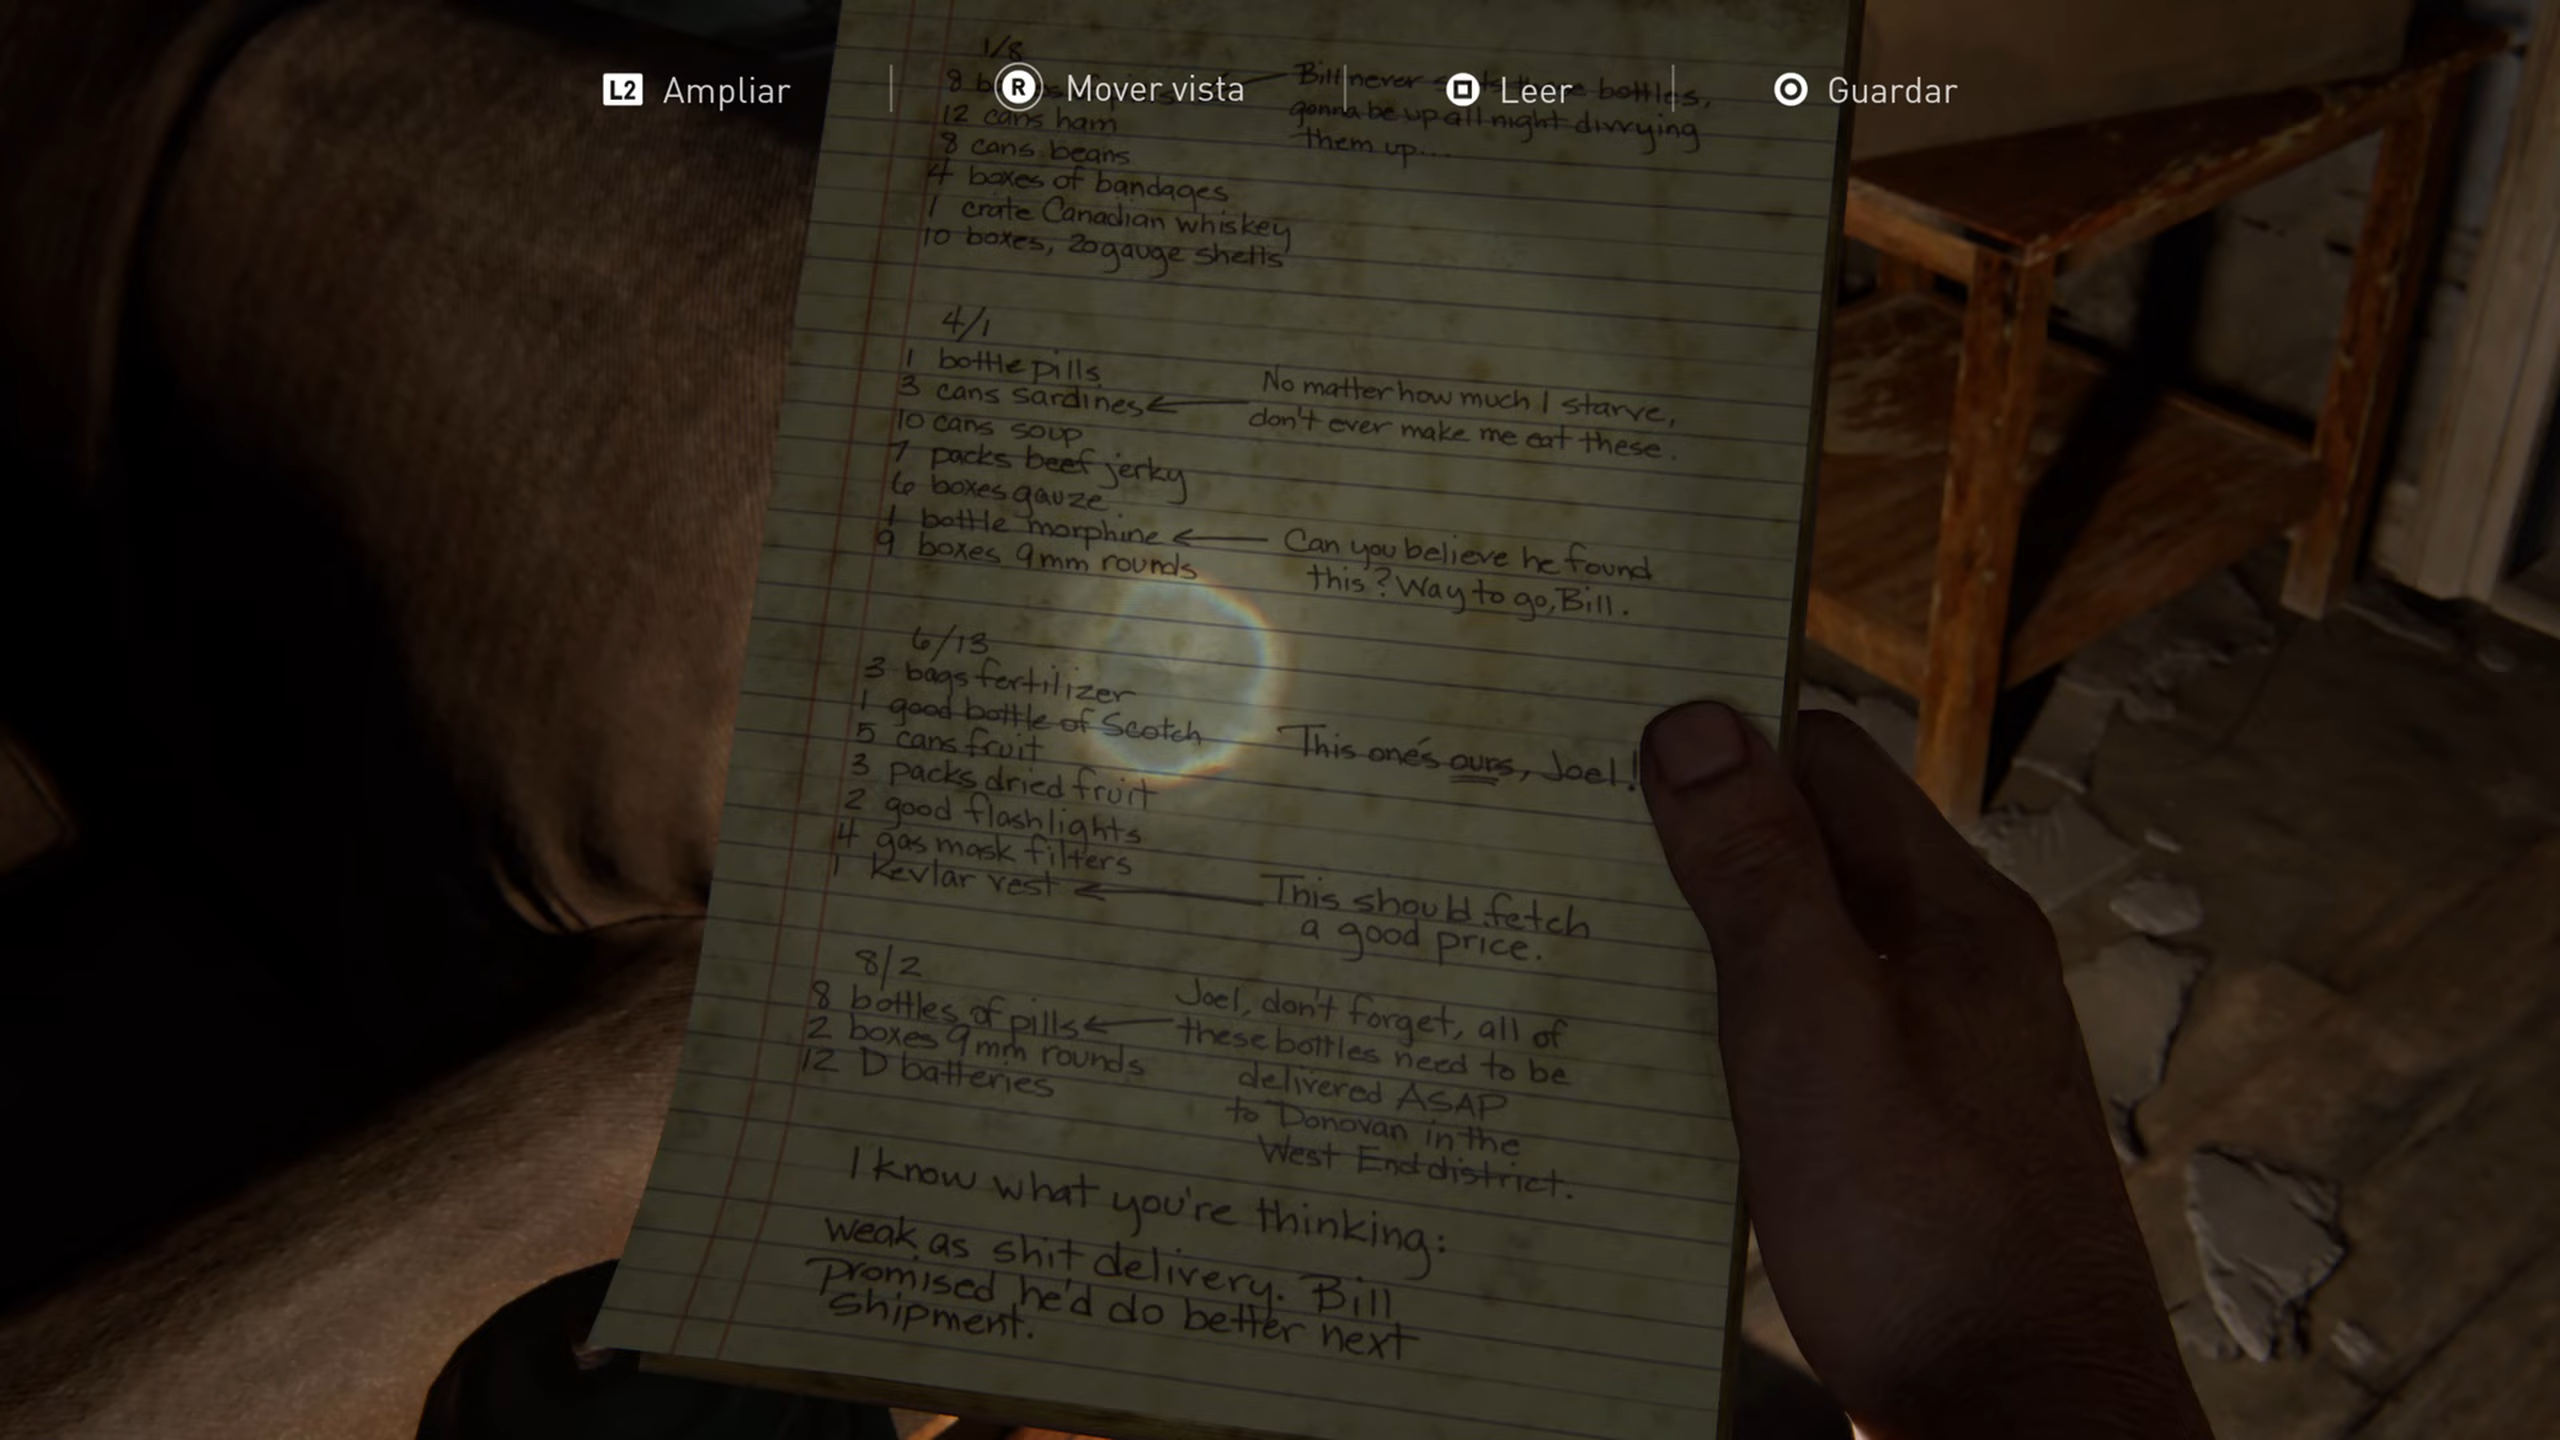 L2 Ampliar
R Mover vista
Leer
Guardar
1/8
8 
12 cans ham
8 cans beans
4 boxes of bandages
1 crate Canadian whiskey
10 boxes, 20 gauge shells
Bill never bottles,
gonna be up all night divvying
them up...
4/1
1 bottle pills
3 cans sardines
10 cans soup
7 packs beef jerky
6 boxes gauze
1 bottle morphine
9 boxes 9mm rounds
No matter how much I starve,
don't ever make me eat these.
Can you believe he found
this? Way to go, Bill.
6/13
3 bags fertilizer
1 good bottle of Scotch
5 cans fruit
3 packs dried fruit
2 good flashlights
4 gas mask filters
1 Kevlar vest
This one's ours, Joel!
This should fetch
a good price.
8/2
8 bottles of pills
2 boxes 9mm rounds
12 D batteries
Joel, don't forget, all of
these bottles need to be
delivered ASAP
to Donovan in the
West End district.
I know what you're thinking:
weak as shit delivery. Bill
promised he'd do better next
shipment.